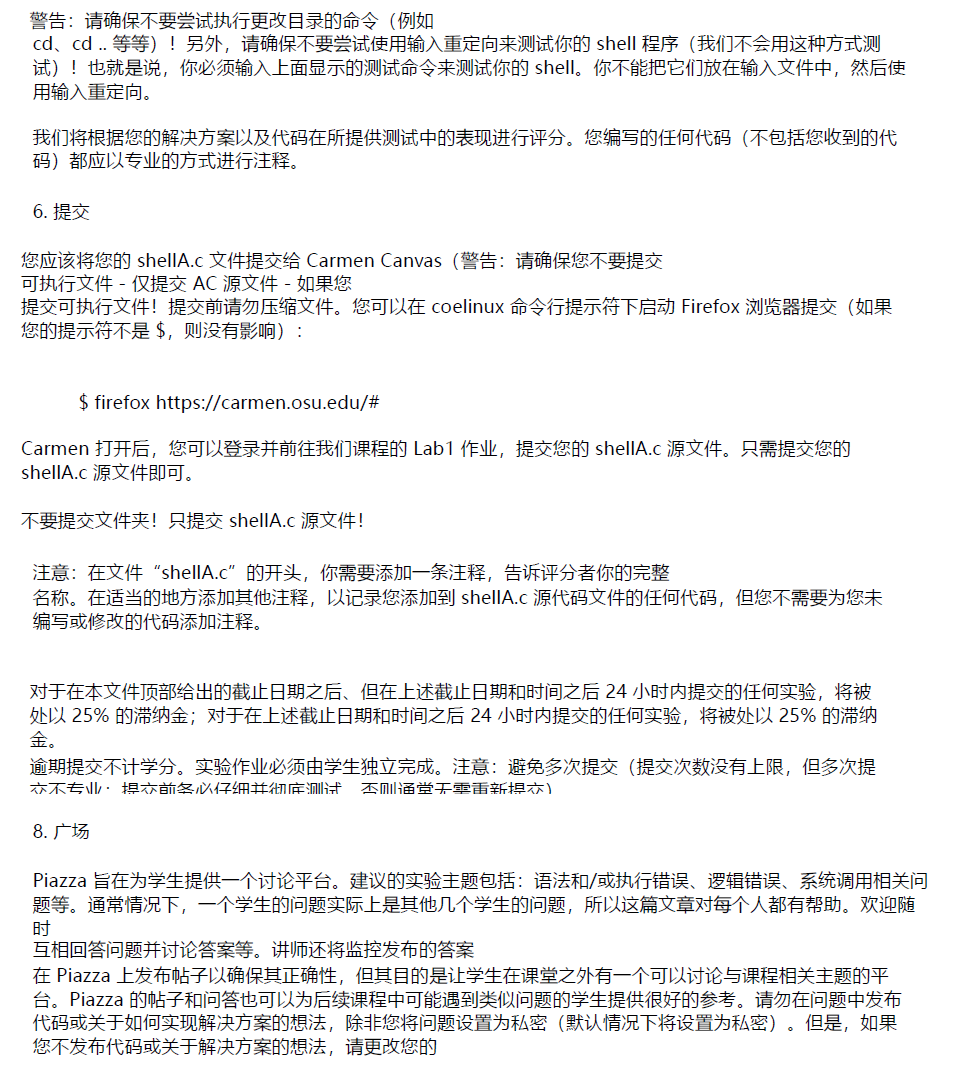 警告：请确保不要尝试执行更改目录的命令（例如
cd、cd .. 等等）！另外，请确保不要尝试使用输入重定向来测试你的 shell 程序（我们不会用这种方式测
试）！也就是说，你必须输入上面显示的测试命令来测试你的 shell。你不能把它们放在输入文件中，然后使
用输入重定向。
我们将根据您的解决方案以及代码在所提供测试中的表现进行评分。您编写的任何代码（不包括您收到的代
码）都应以专业的方式进行注释。
6. 提交
您应该将您的 shellA.c 文件提交给 Carmen Canvas（警告：请确保您不要提交
可执行文件 - 仅提交 AC 源文件 - 如果您
提交可执行文件！提交前请勿压缩文件。您可以在 coelinux 命令行提示符下启动 Firefox 浏览器提交（如果
您的提示符不是 $，则没有影响）：
$ firefox https://carmen.osu.edu/#
Carmen 打开后，您可以登录并前往我们课程的 Lab1 作业，提交您的 shellA.c 源文件。只需提交您的
shellA.c 源文件即可。
不要提交文件夹！只提交 shellA.c 源文件！
注意：在文件“shellA.c”的开头，你需要添加一条注释，告诉评分者你的完整
名称。在适当的地方添加其他注释，以记录您添加到 shellA.c 源代码文件的任何代码，但您不需要为您未
编写或修改的代码添加注释。
对于在本文件顶部给出的截止日期之后、但在上述截止日期和时间之后 24 小时内提交的任何实验，将被
处以 25% 的滞纳金；对于在上述截止日期和时间之后 24 小时内提交的任何实验，将被处以 25% 的滞纳
金。
逾期提交不计学分。实验作业必须由学生独立完成。注意：避免多次提交（提交次数没有上限，但多次提
交不专业；提交前务必仔细并彻底测试，否则通常无需重新提交）
8. 广场
Piazza 旨在为学生提供一个讨论平台。建议的实验主题包括：语法和/或执行错误、逻辑错误、系统调用相关问
题等。通常情况下，一个学生的问题实际上是其他几个学生的问题，所以这篇文章对每个人都有帮助。欢迎随
时
互相回答问题并讨论答案等。讲师还将监控发布的答案
在 Piazza 上发布帖子以确保其正确性，但其目的是让学生在课堂之外有一个可以讨论与课程相关主题的平
台。Piazza 的帖子和问答也可以为后续课程中可能遇到类似问题的学生提供很好的参考。请勿在问题中发布
代码或关于如何实现解决方案的想法，除非您将问题设置为私密（默认情况下将设置为私密）。但是，如果
您不发布代码或关于解决方案的想法，请更改您的